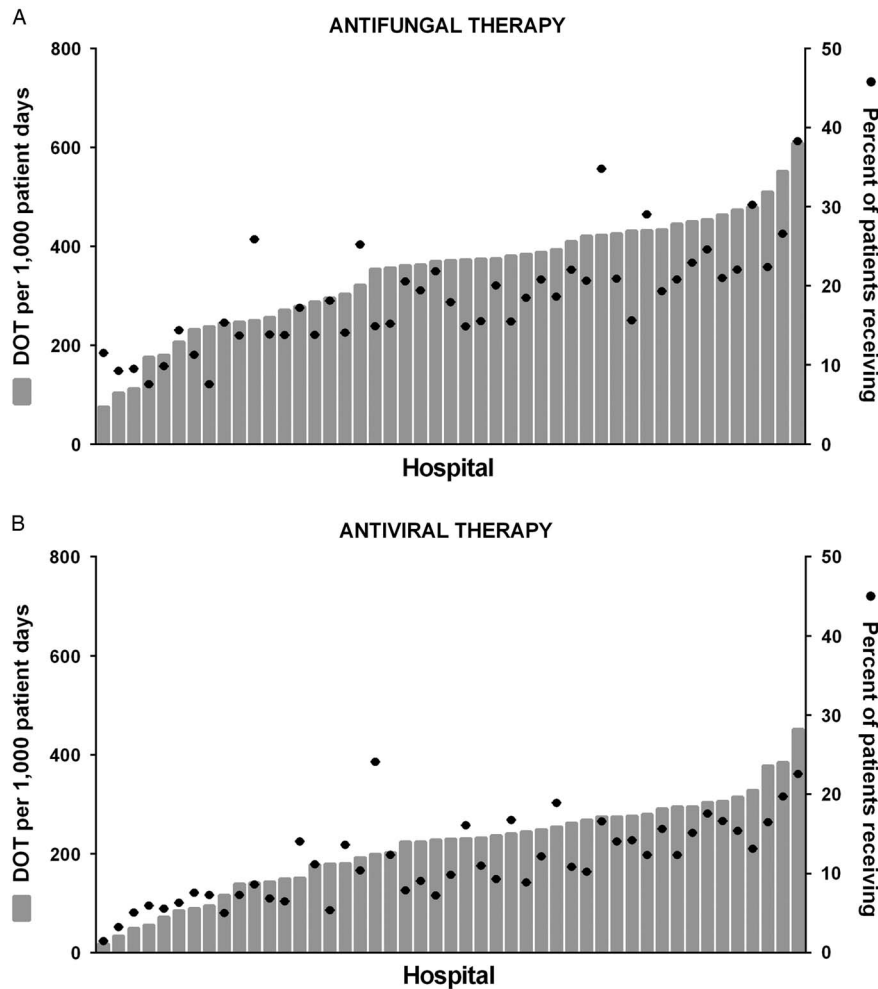 A
ANTIFUNGAL THERAPY
DOT per 1,000 patient days
800
600
400
200
0
50
40
30
20
10
0
Percent of patients receiving
Hospital
B
ANTIVIRAL THERAPY
DOT per 1,000 patient days
800
600
400
200
0
50
40
30
20
10
0
Percent of patients receiving
Hospital